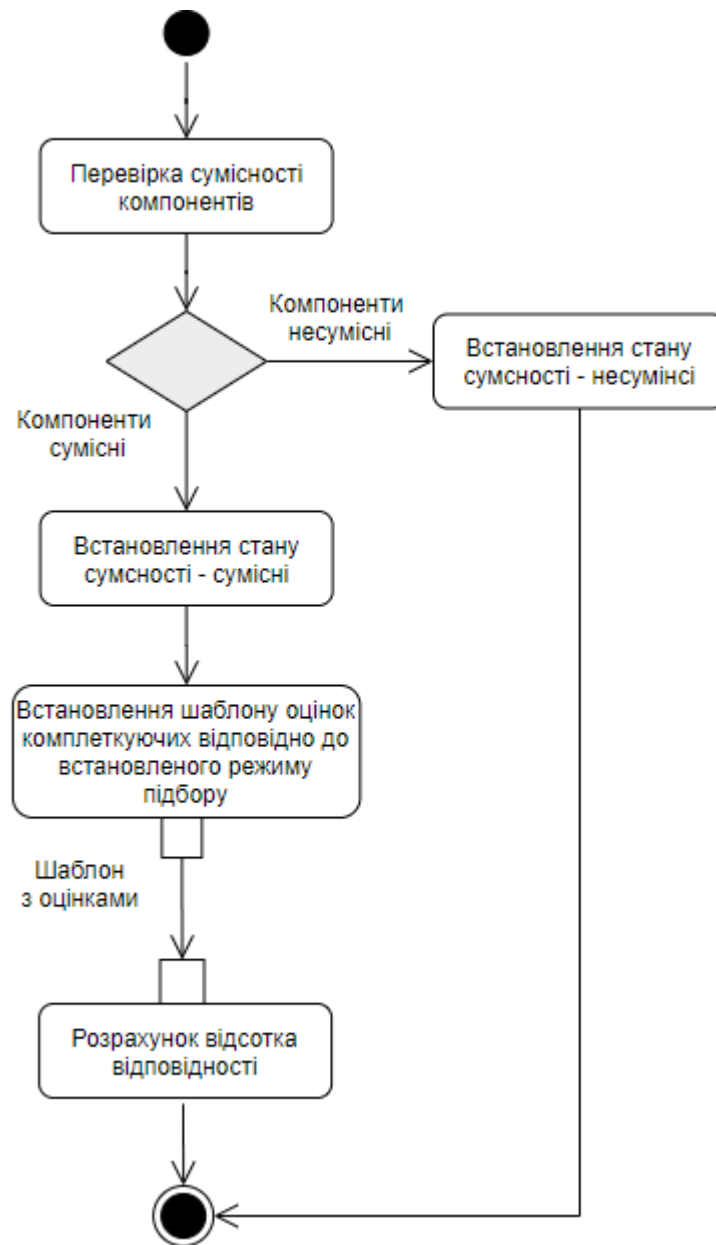 Перевірка сумісності
компонентів
Компоненти
несумісні
Встановлення стану
сумсності - несумінсі
Компоненти
сумісні
Встановлення стану
сумсності - сумісні
Встановлення шаблону оцінок
комплеткуючих відповідно до
встановленого режиму
підбору
Шаблон
з оцінками
Розрахунок відсотка
відповідності